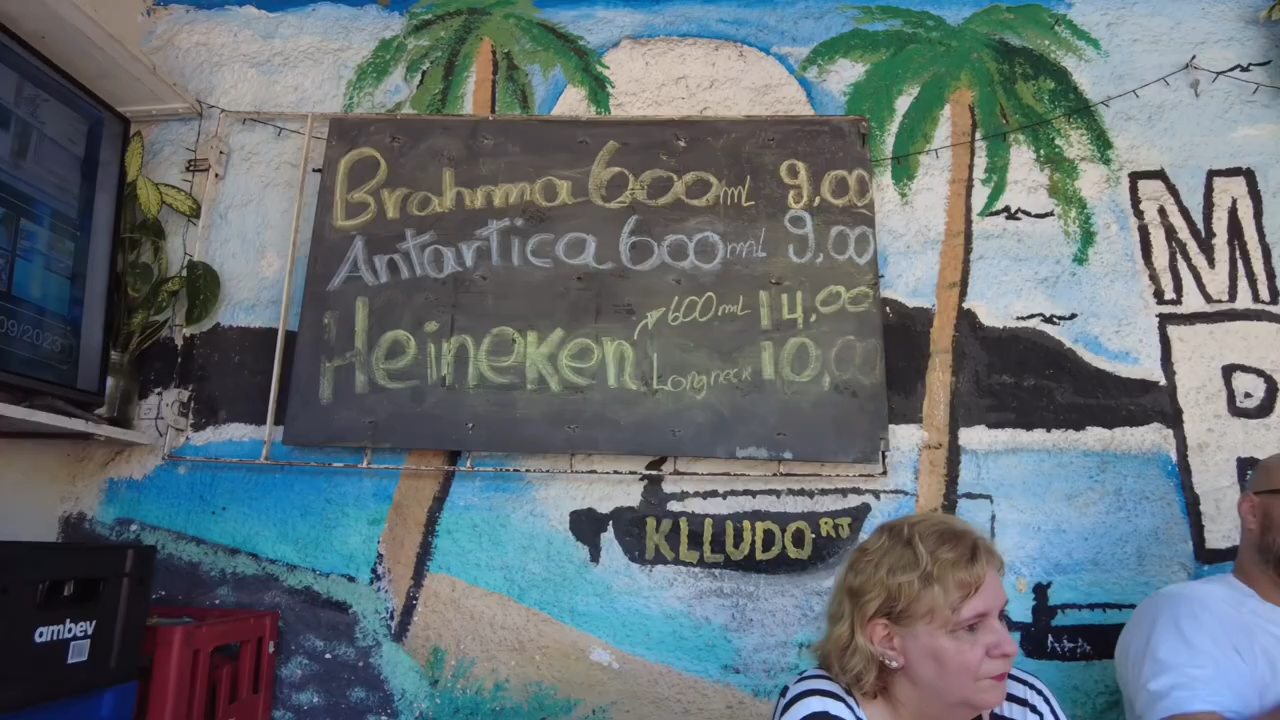 Brahma 600mL 9,00
Antartica 600mL 9,00
Heineken 600mL 14,00
Longneck 10,00
KLLUDO RJ
09/2023
ambev
M